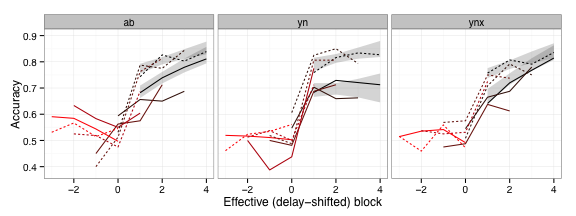 ab yn ynx
0.9
0.8
0.7
0.6
0.5
0.4
Accuracy
−2 0 2 4 −2 0 2 4 −2 0 2 4
Effective (delay−shifted) block